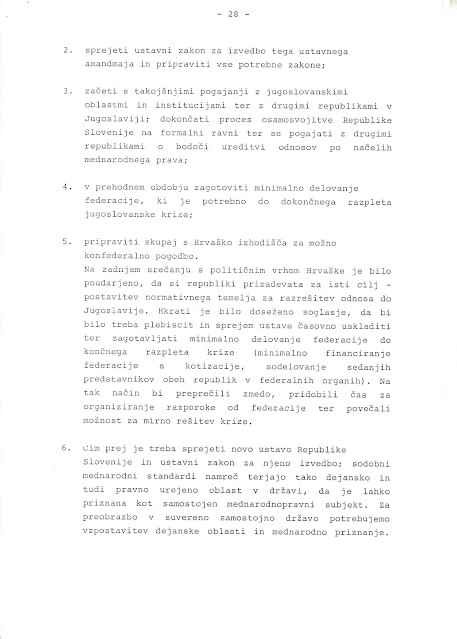 - 28 -
2. sprejeti ustavni zakon za izvedbo tega ustavnega
amandmaja in pripraviti vse potrebne zakone;
3. začeti s takojšnjimi pogajanji z jugoslovanskimi
oblastmi in institucijami ter z drugimi republikami v
Jugoslaviji; dokončati proces osamosvojitve Republike
Slovenije na formalni ravni ter se pogajati z drugimi
republikami o bodoči ureditvi odnosov po načelih
mednarodnega prava;
4. v prehodnem obdobju zagotoviti minimalno delovanje
federacije, ki je potrebno do dokončnega razpleta
jugoslovanske krize;
5. pripraviti skupaj s Hrvaško izhodišča za možno
konfederalno pogodbo.
Na zadnjem srečanju s političnim vrhom Hrvaške je bilo
poudarjeno, da si republiki prizadevata za isti cilj -
postavitev normativnega temelja za razrešitev odnosa do
Jugoslavije. Hkrati je bilo doseženo soglasje, da bi
bilo treba plebiscit in sprejem ustave časovno uskladiti
ter zagotavljati minimalno delovanje federacije do
končnega razpleta krize (minimalno financiranje
federacije s kotizacije, sodelovanje sedanjih
predstavnikov obeh republik v federalnih organih). Na
tak način bi preprečili zmedo, pridobili čas za
organiziranje razporoke od federacije ter povečali
možnost za mirno rešitev krize.
6. Čim prej je treba sprejeti novo ustavo Republike
Slovenije in ustavni zakon za njeno izvedbo; sodobni
mednarodni standardi namreč terjajo tako dejansko in
tudi pravno urejeno oblast v državi, da je lahko
priznana kot samostojen mednarodnopravni subjekt. Za
preobrazbo v suvereno samostojno državo potrebujemo
vzpostavitev dejanske oblasti in mednarodno priznanje.